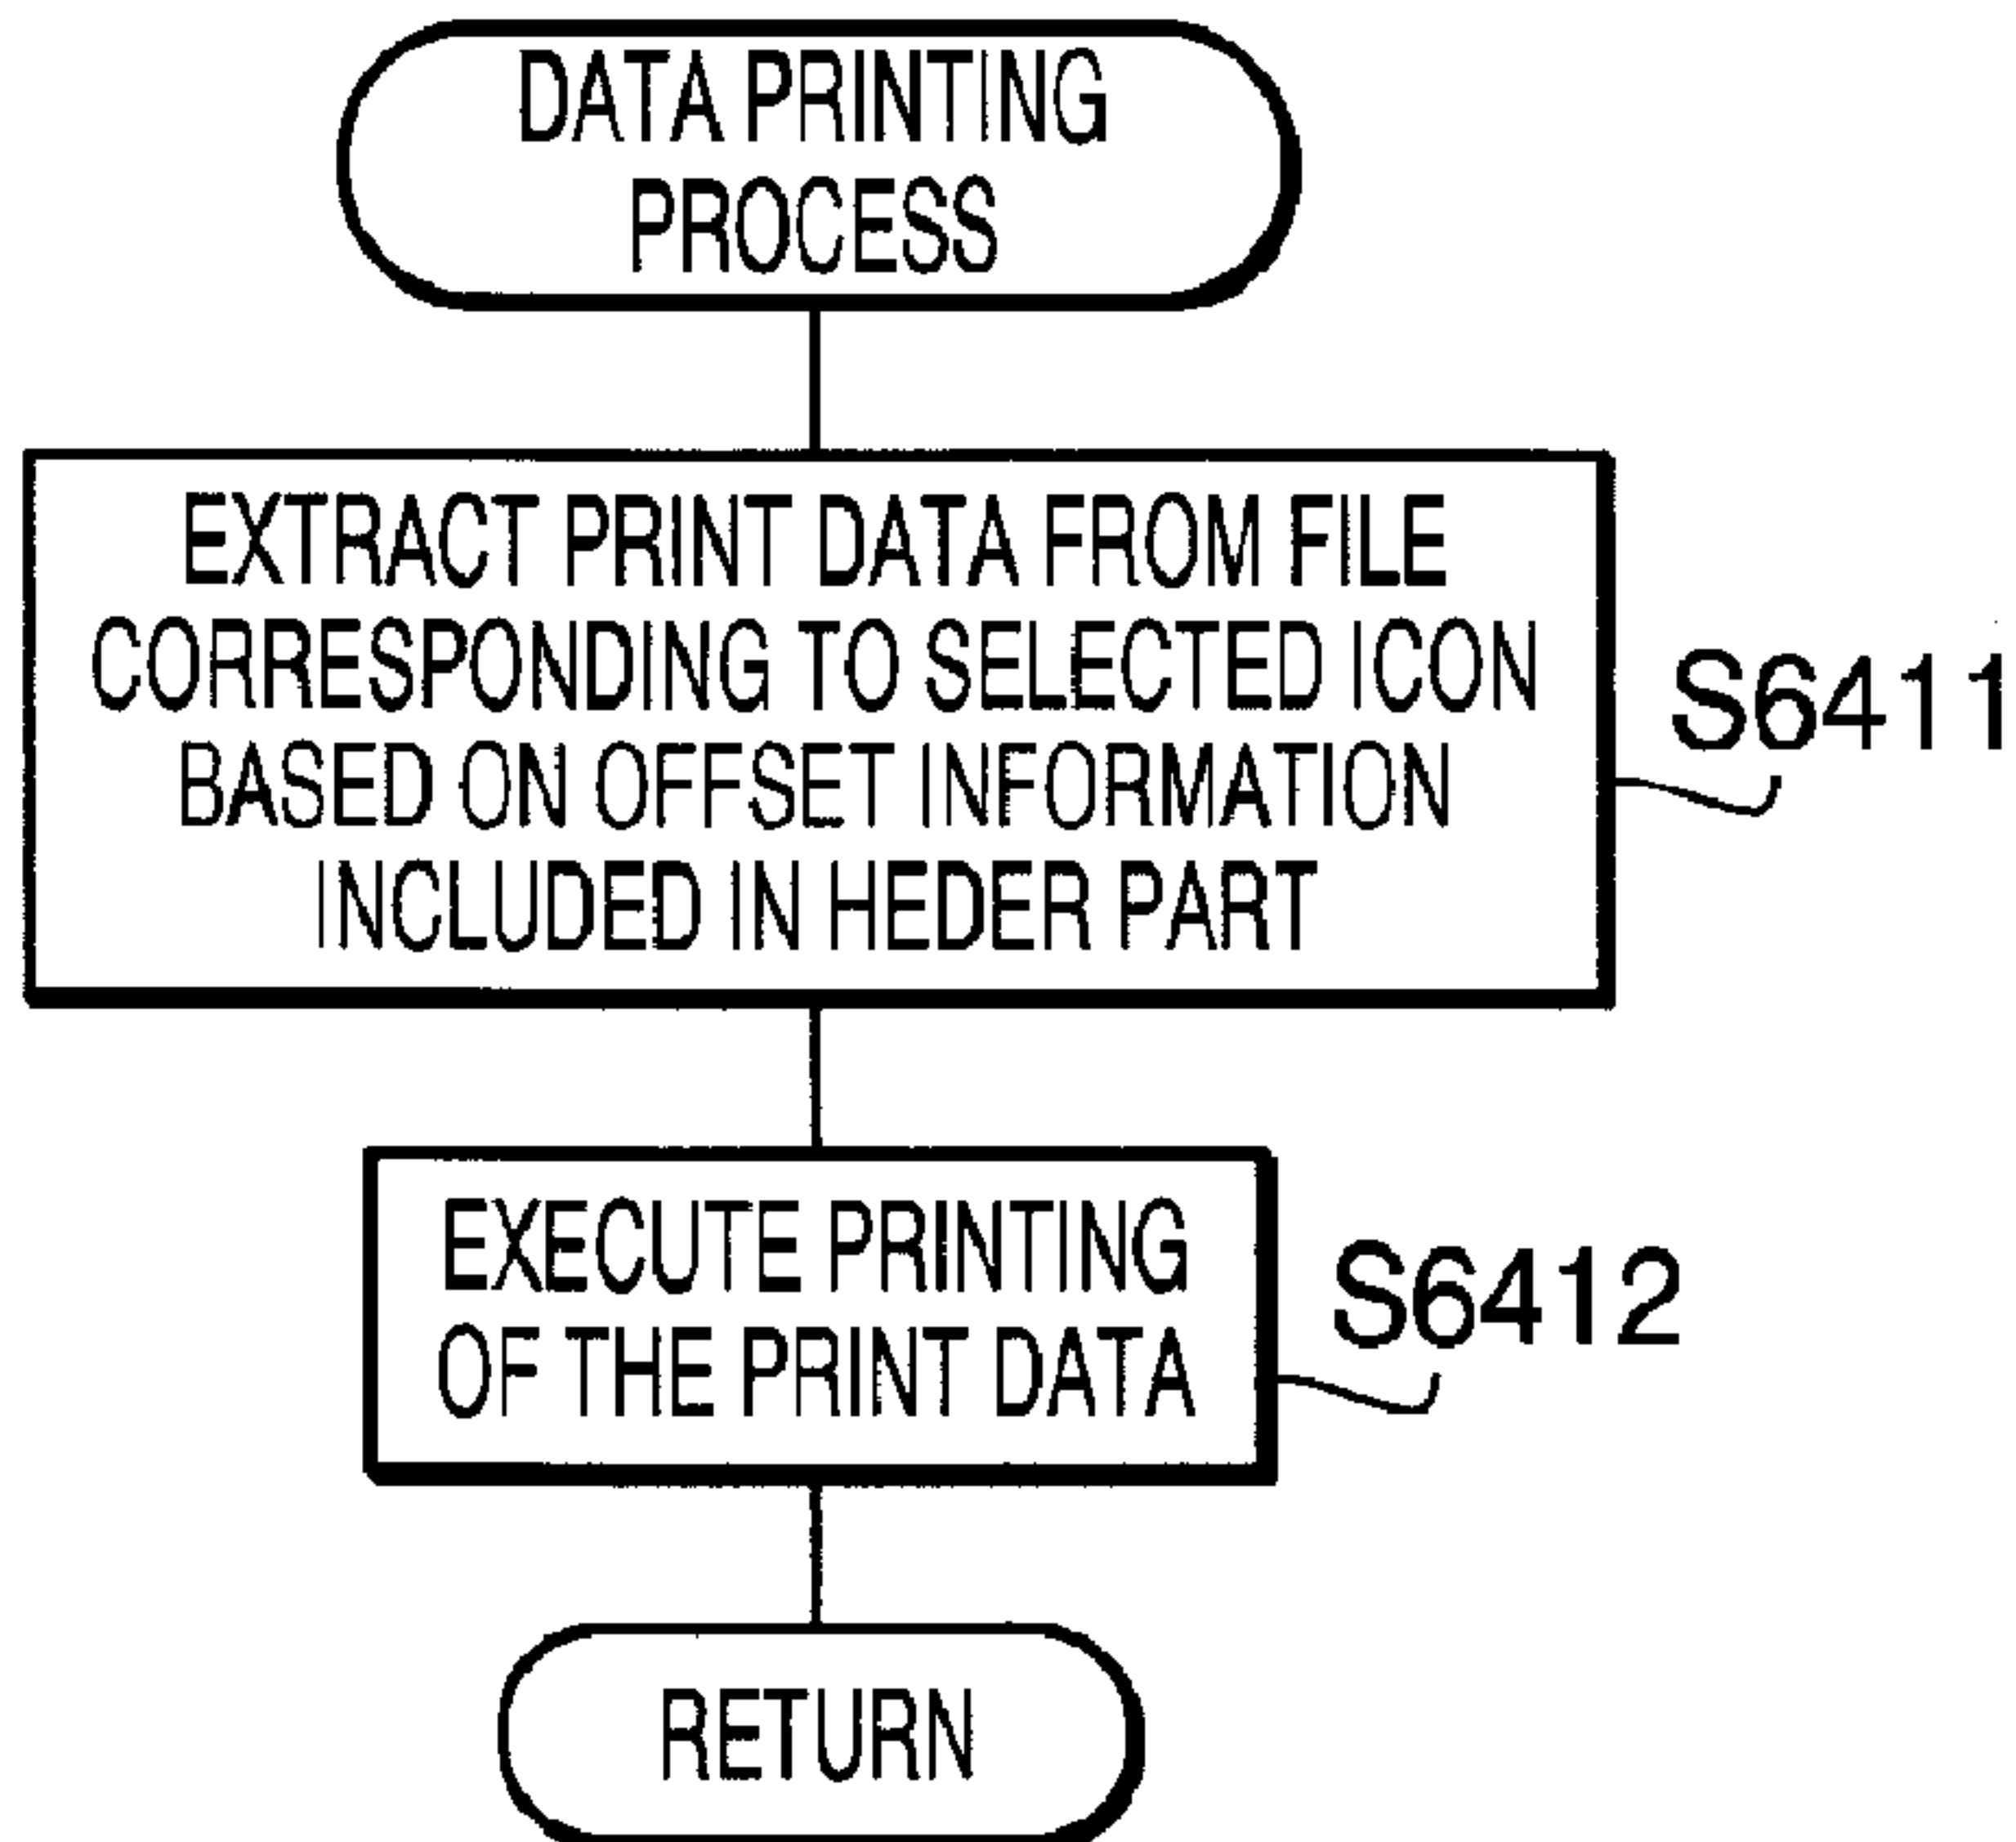 DATA PRINTING
PROCESS
EXTRACT PRINT DATA FROM FILE
CORRESPONDING TO SELECTED ICON
BASED ON OFFSET INFORMATION
INCLUDED IN HEDER PART
S6411
EXECUTE PRINTING
OF THE PRINT DATA
S6412
RETURN